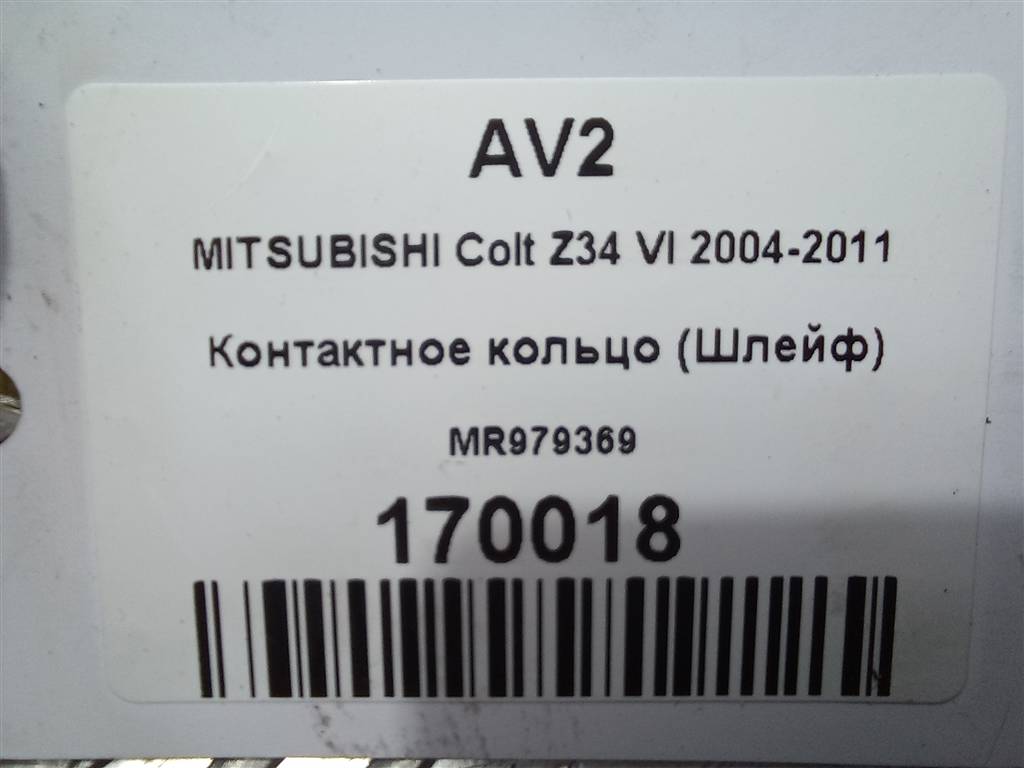 AV2
MITSUBISHI Colt Z34 VI 2004-2011
Контактное кольцо (Шлейф)
MR979369
170018